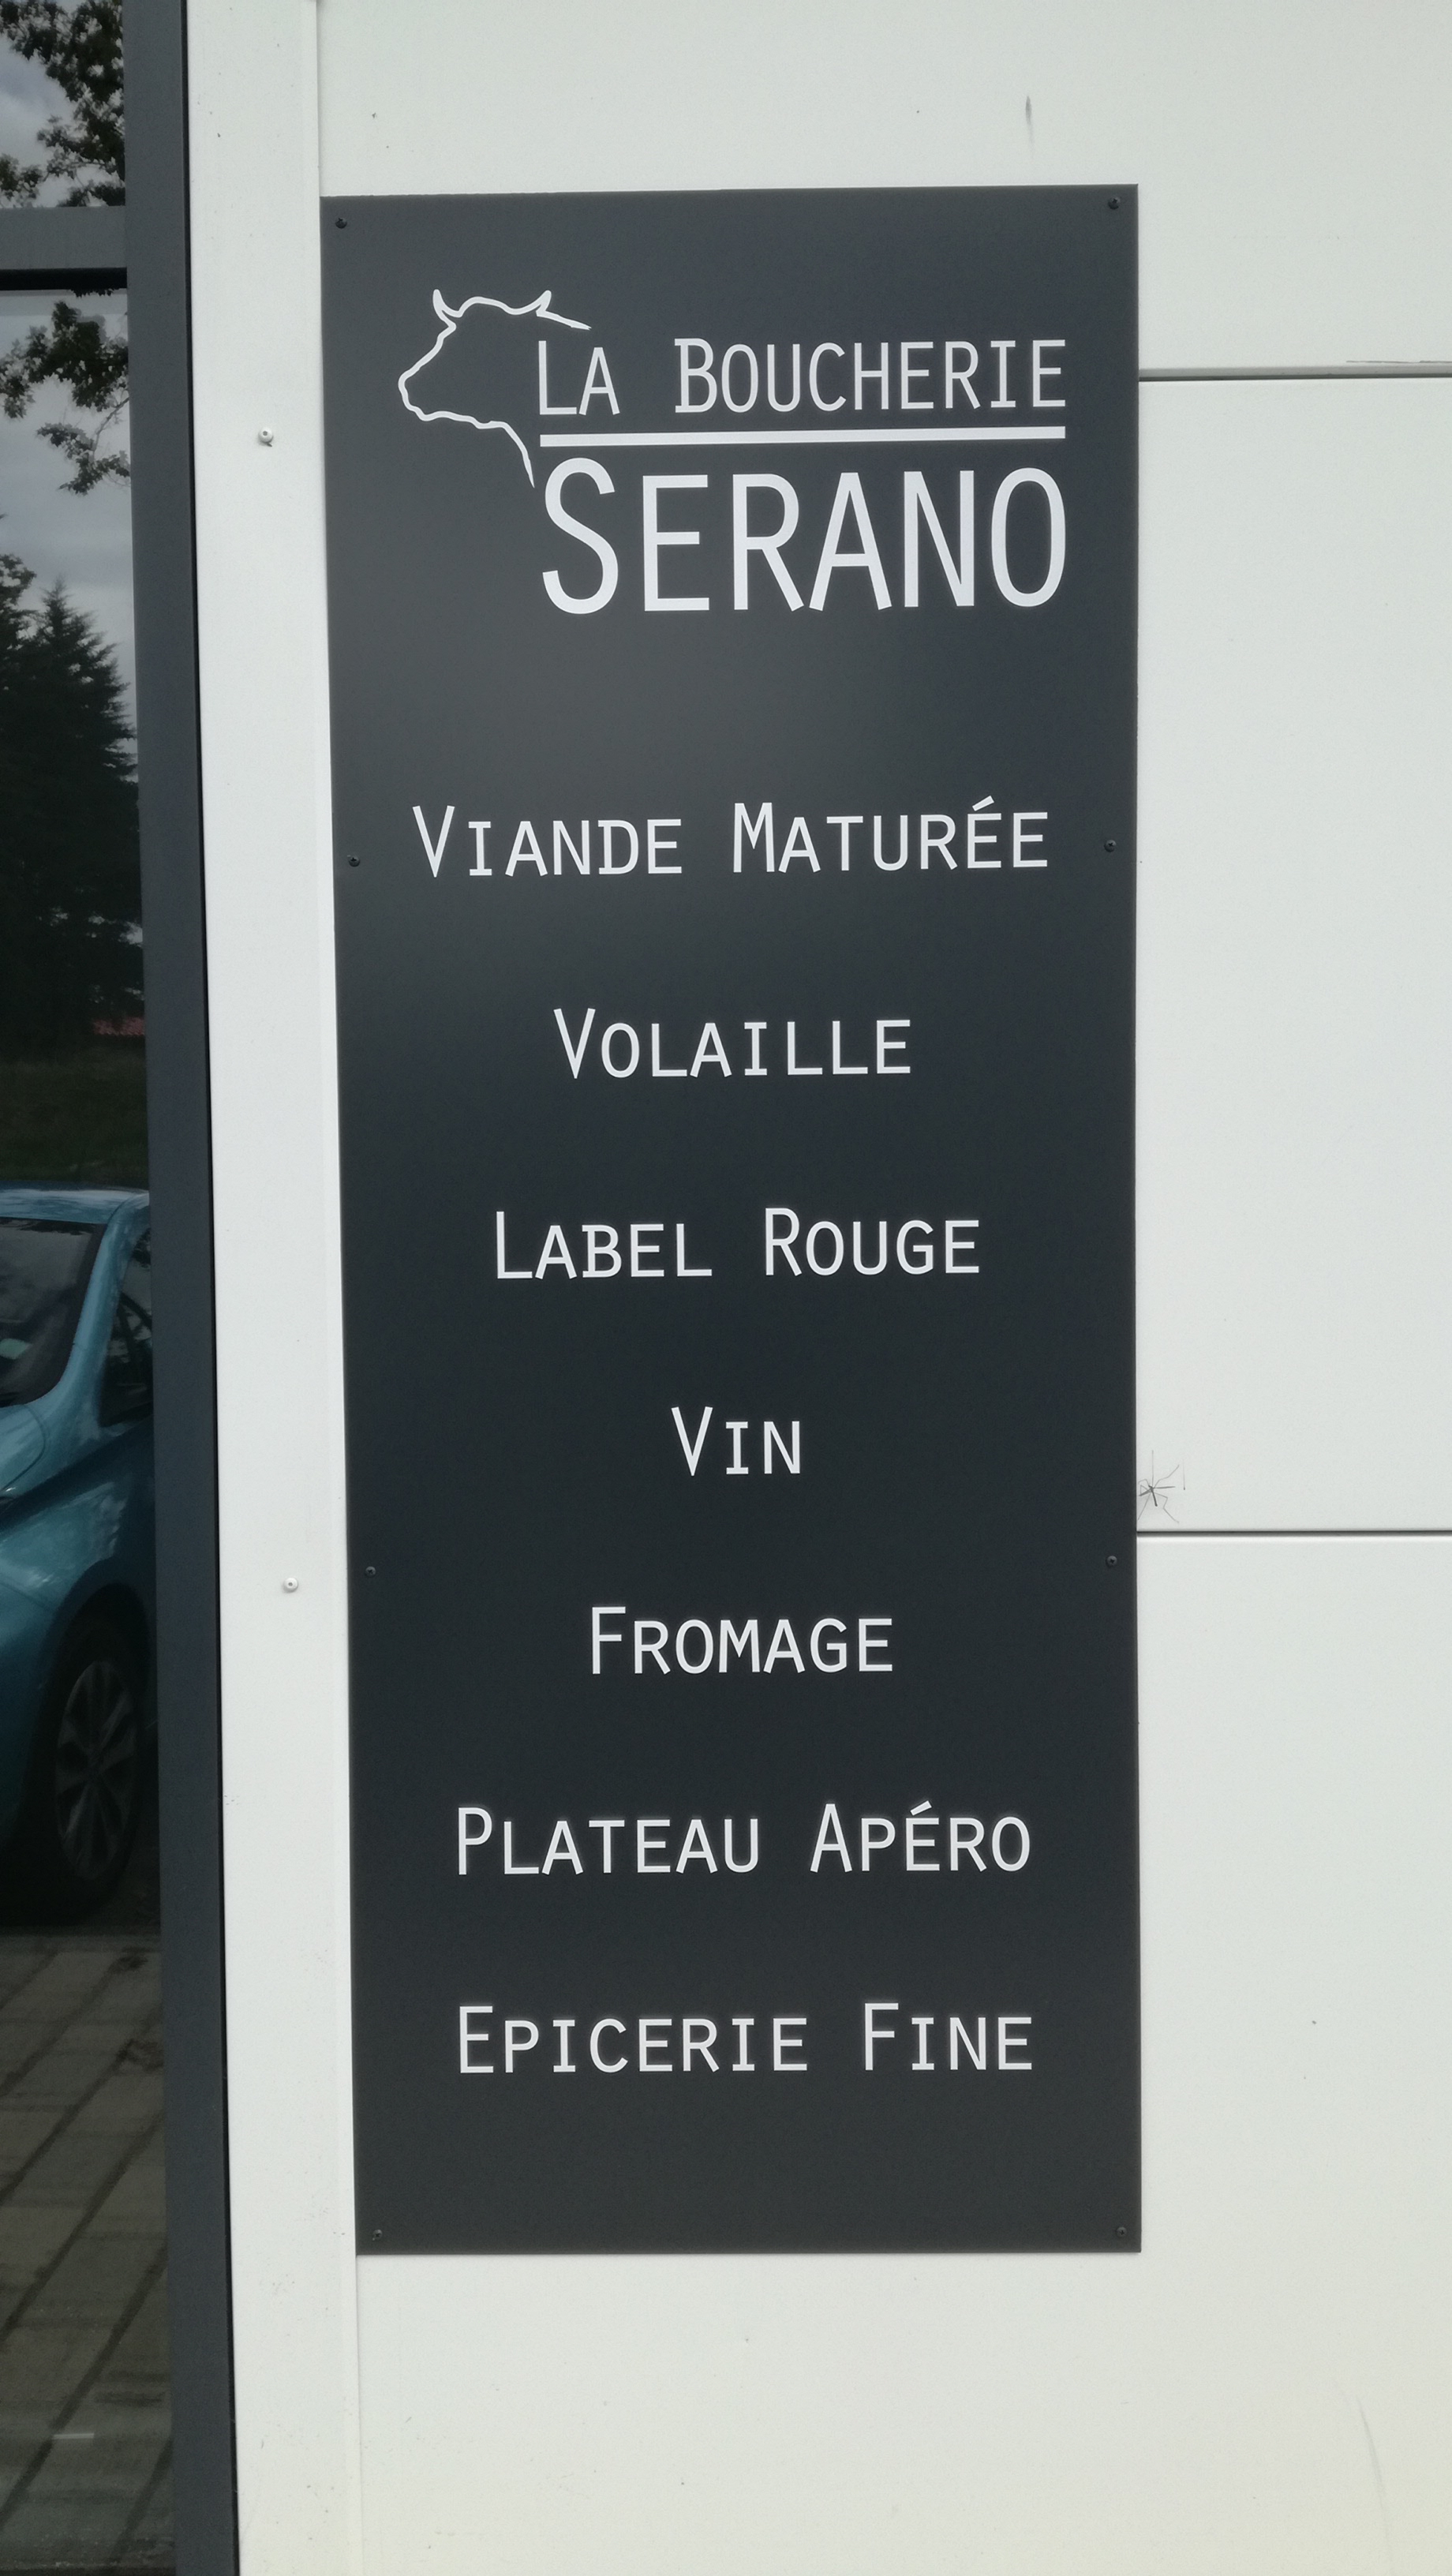 La Boucherie
Serano
Viande Maturée
Volaille
Label Rouge
Vin
Fromage
Plateau Apéro
Epicerie Fine